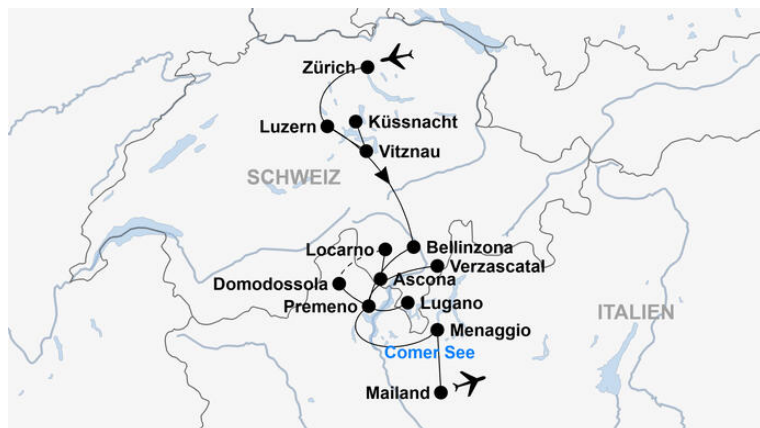 Zürich
Küssnacht
Luzern
Vitznau
SCHWEIZ
Bellinzona
Locarno
Verzascatal
Domodossola
Ascona
Premeno
Lugano
ITALIEN
Menaggio
Comer See
Mailand